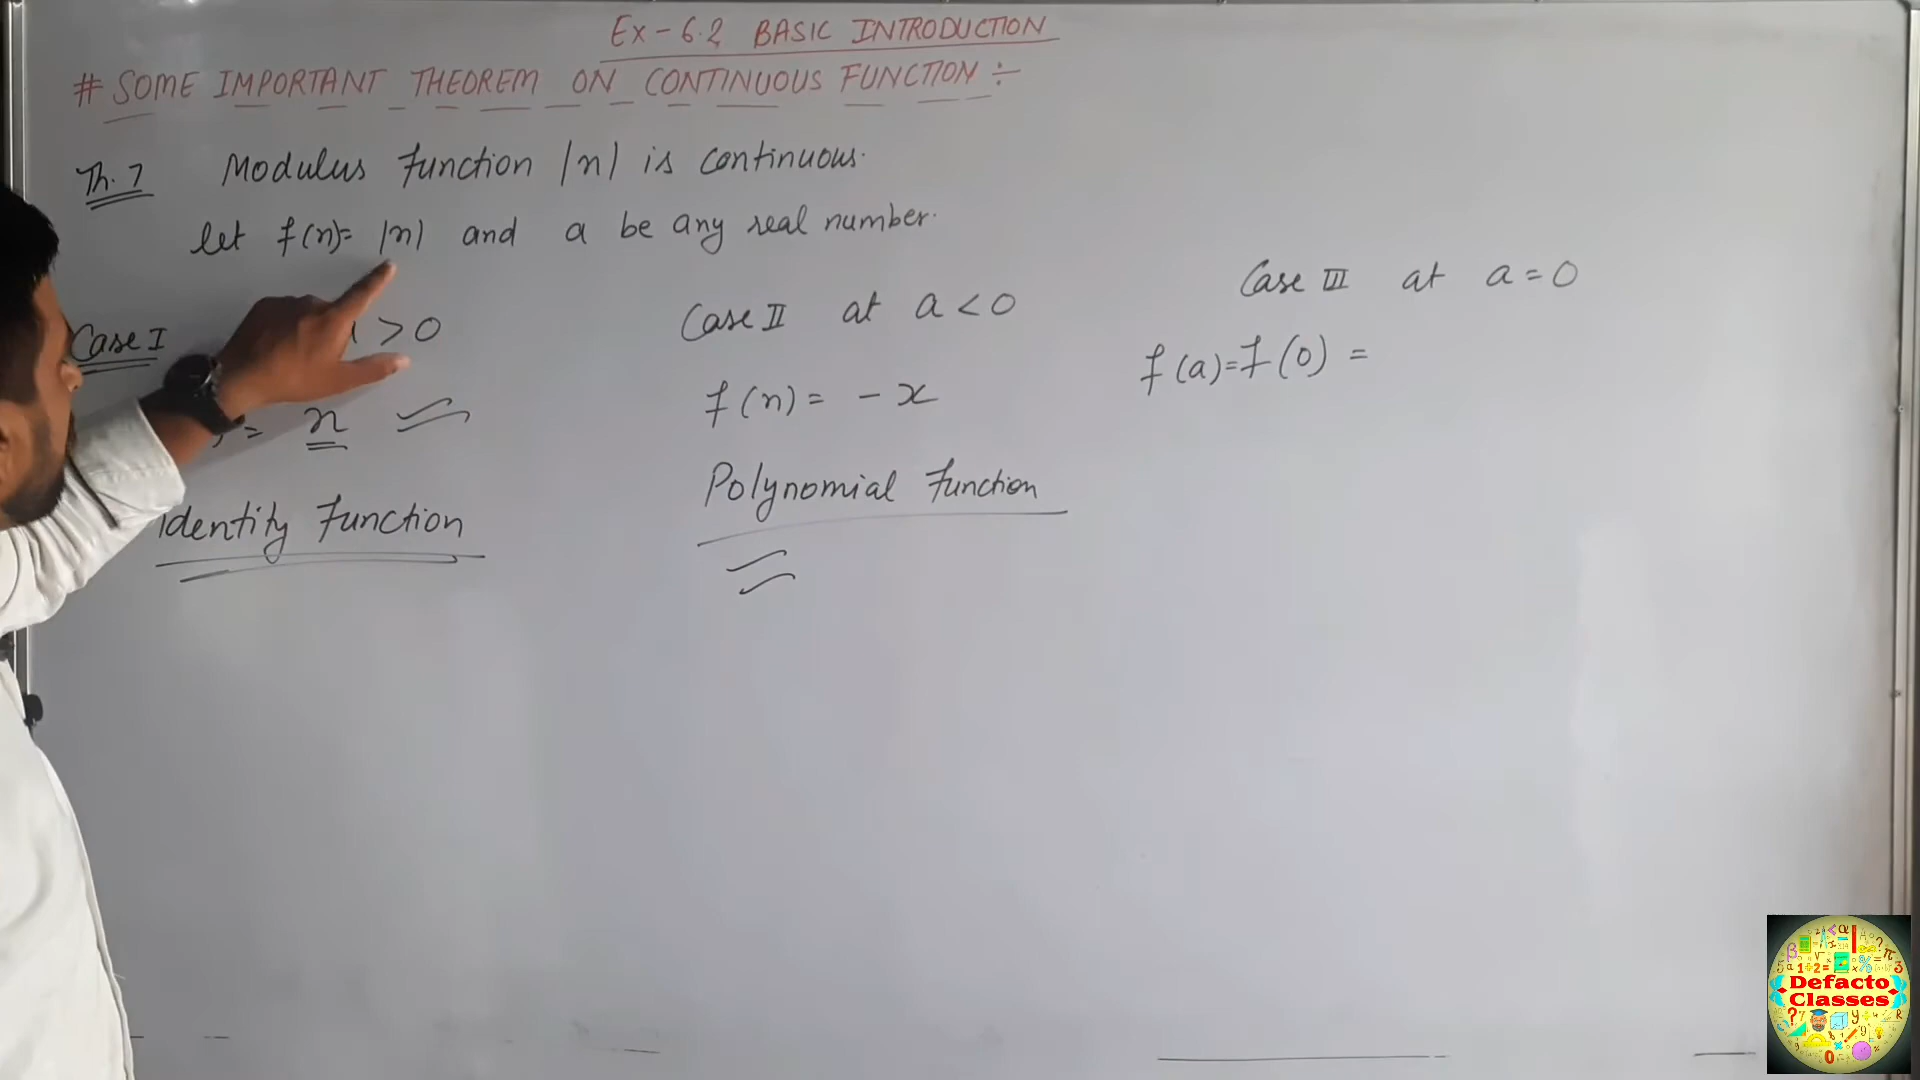 Ex-6.2 BASIC INTRODUCTION
# SOME IMPORTANT THEOREM ON CONTINUOUS FUNCTION ÷
Th. 7 Modulus function |x| is continuous.
let f(x)= |x| and a be any real number.
Case I > 0
= x
Identity Function
Case II at a < 0
f(x) = - x
Polynomial Function
Case III at a = 0
f(a)=f(0) =
Defacto
Classes